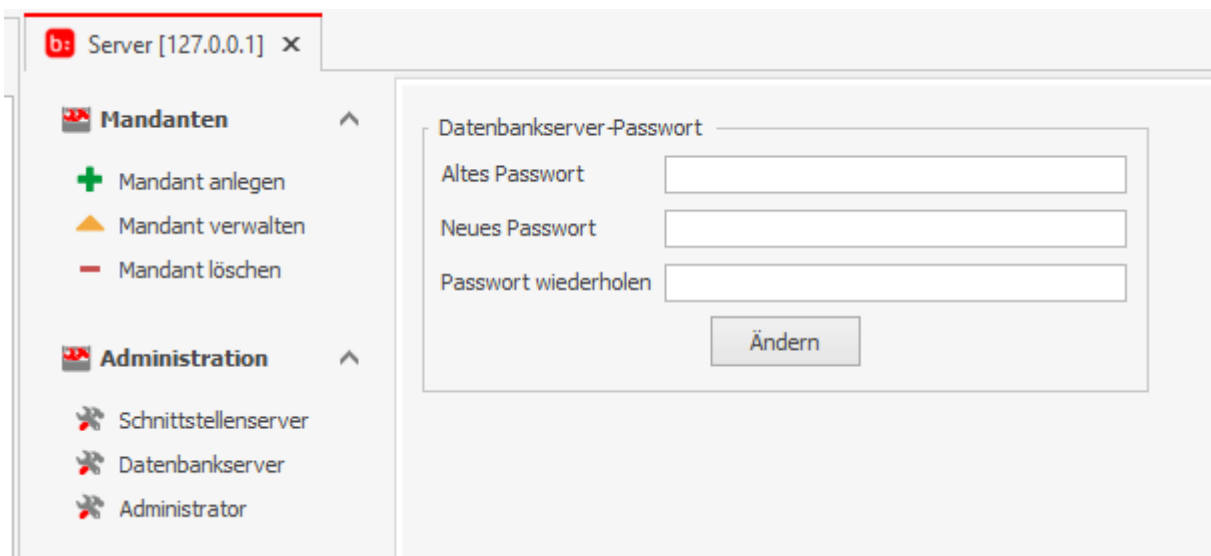 b: Server [127.0.0.1] ×
Mandanten
Mandant anlegen
Mandant verwalten
Mandant löschen
Administration
Schnittstellenserver
Datenbankserver
Administrator
Datenbankserver-Passwort
Altes Passwort
Neues Passwort
Passwort wiederholen
Ändern